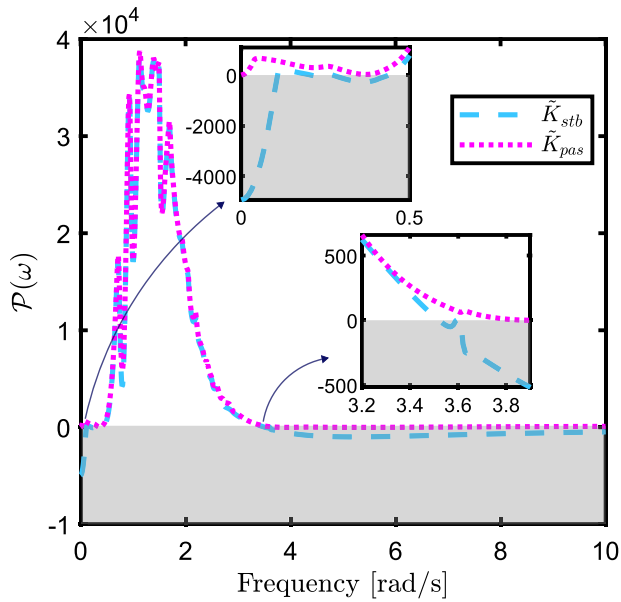 ×10⁴
4
3
2
1
0
-1
0 2 4 6 8 10
𝒫(ω)
Frequency [rad/s]
0
-2000
-4000
0 0.5
K̃_stb
K̃_pas
500
0
-500
3.2 3.4 3.6 3.8